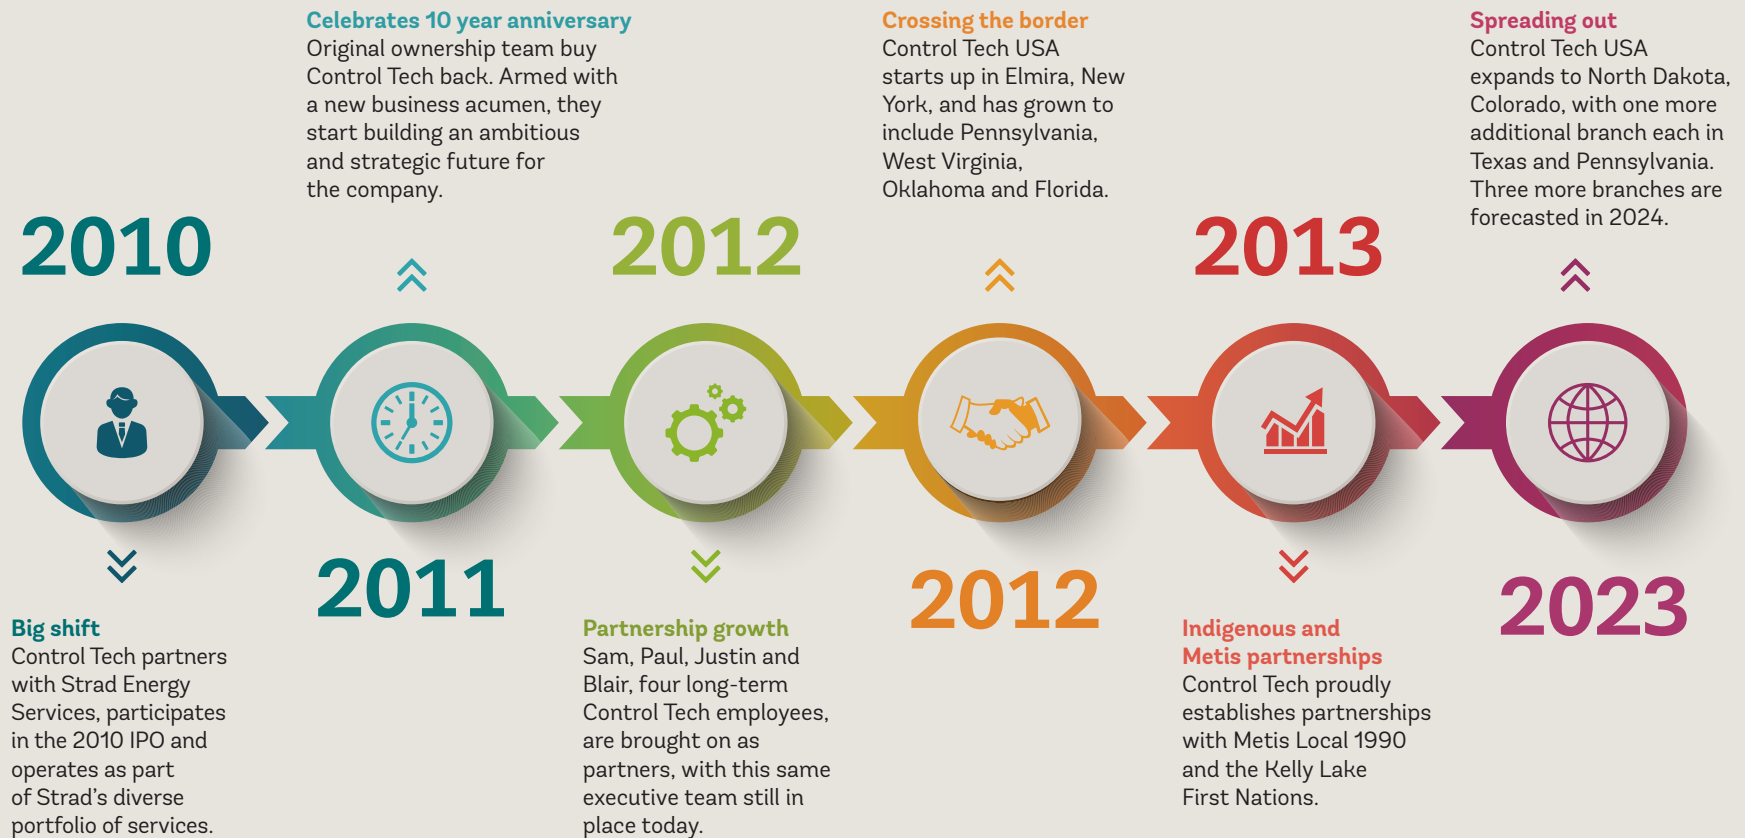 2010
Big shift
Control Tech partners
with Strad Energy
Services, participates
in the 2010 IPO and
operates as part
of Strad's diverse
portfolio of services.
Celebrates 10 year anniversary
Original ownership team buy
Control Tech back. Armed with
a new business acumen, they
start building an ambitious
and strategic future for
the company.
2011
2012
Partnership growth
Sam, Paul, Justin and
Blair, four long-term
Control Tech employees,
are brought on as
partners, with this same
executive team still in
place today.
Crossing the border
Control Tech USA
starts up in Elmira, New
York, and has grown to
include Pennsylvania,
West Virginia,
Oklahoma and Florida.
2012
2013
Indigenous and
Metis partnerships
Control Tech proudly
establishes partnerships
with Metis Local 1990
and the Kelly Lake
First Nations.
Spreading out
Control Tech USA
expands to North Dakota,
Colorado, with one more
additional branch each in
Texas and Pennsylvania.
Three more branches are
forecasted in 2024.
2023